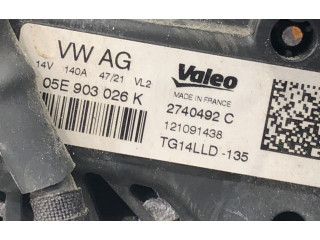 VW AG
14V 140A 47/21 VL2
05E 903 026 K
Valeo
MADE IN FRANCE
2740492 C
121091438
TG14LLD -135